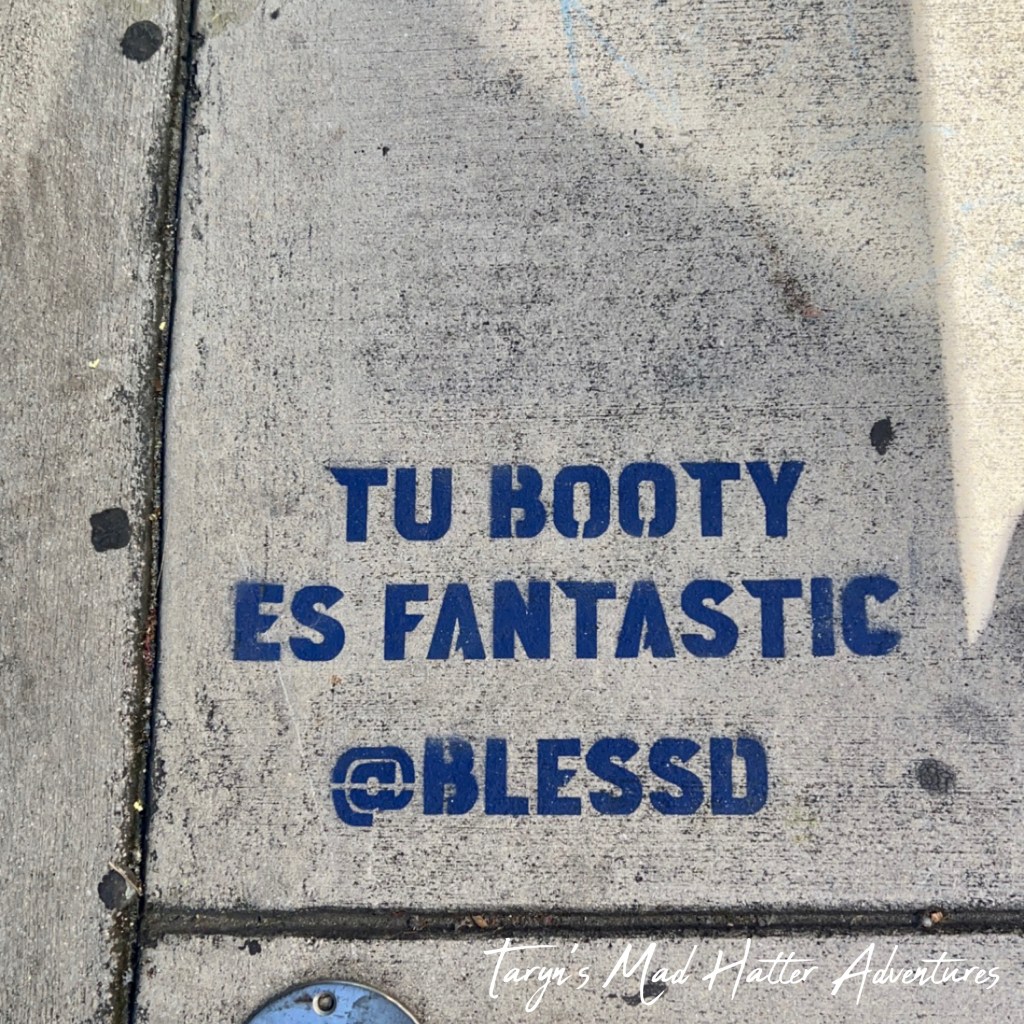 TU BOOTY
ES FANTASTIC
@BLESSD
Taryn's Mad Hatter Adventures